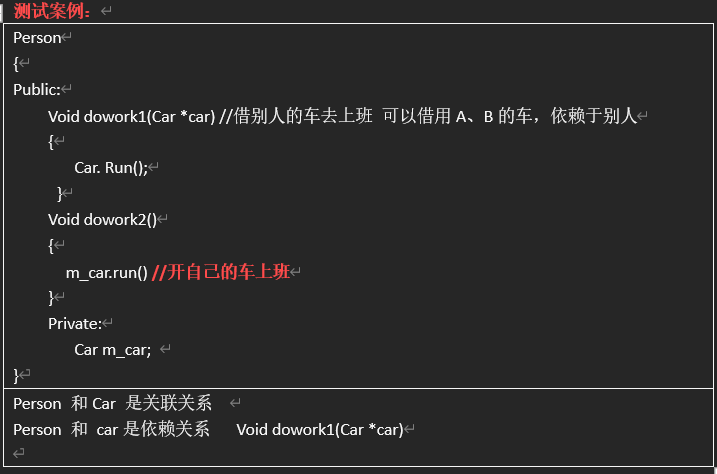 测试案例：
Person
{
Public:
Void dowork1(Car *car) //借别人的车去上班 可以借用 A、B 的车，依赖于别人
{
Car. Run();
}
Void dowork2()
{
m_car.run() //开自己的车上班
}
Private:
Car m_car;
}
Person 和 Car 是关联关系
Person 和 car 是依赖关系 Void dowork1(Car *car)